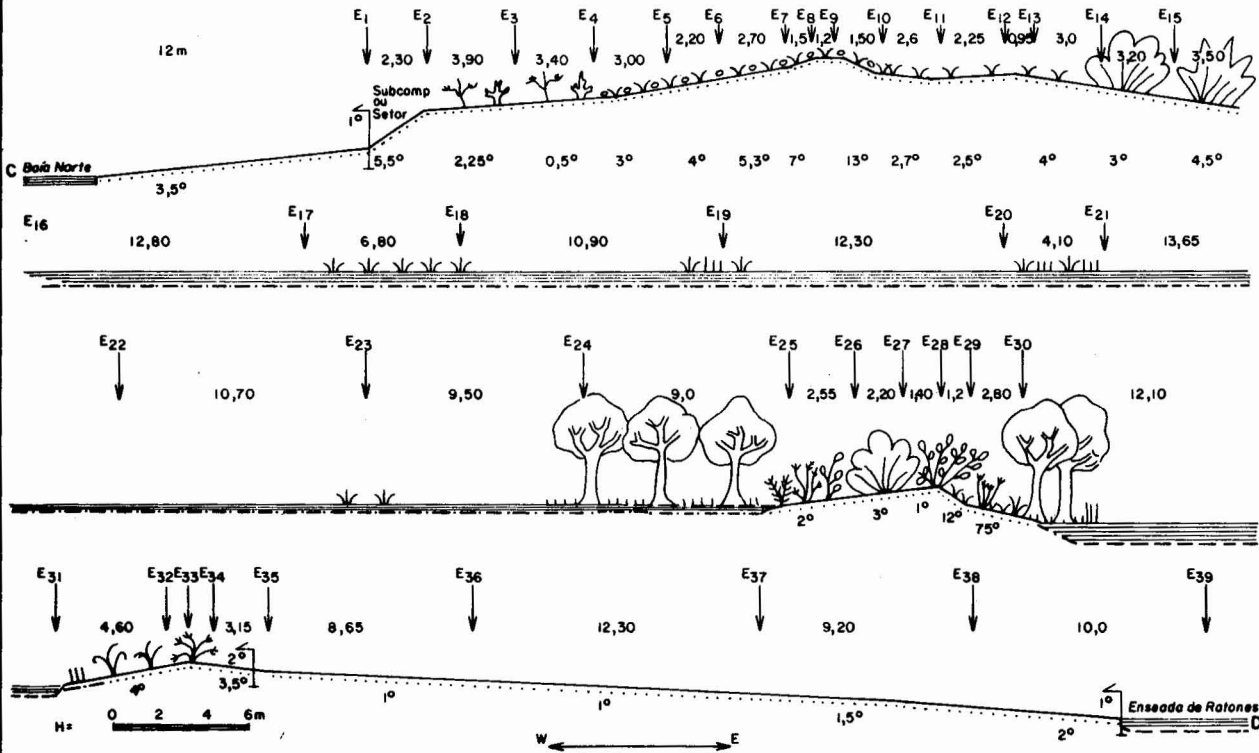 E1 E2 E3 E4 E5 E6 E7 E8 E9 E10 E11 E12 E13 E14 E15
12m 2,30 3,90 3,40 3,00 2,20 2,70 1,5 1,2 1,50 2,6 2,25 0,95 3,0 3,20 3,50
Subcomp
ou
Setor
1°
C Baía Norte
3,5° 5,5° 2,25° 0,5° 3° 4° 5,3° 7° 13° 2,7° 2,5° 4° 3° 4,5°
E16 E17 E18 E19 E20 E21
12,80 6,80 10,90 12,30 4,10 13,65
E22 E23 E24 E25 E26 E27 E28 E29 E30
10,70 9,50 9,0 2,55 2,20 1,40 1,2 2,80 12,10
2° 3° 1° 12° 75°
E31 E32 E33 E34 E35 E36 E37 E38 E39
4,60 3,15 8,65 12,30 9,20 10,0
2°
4° 3,5° 1° 1° 1,5° 2°
1° Enseada de Ratones D
H= 0 2 4 6m
W E